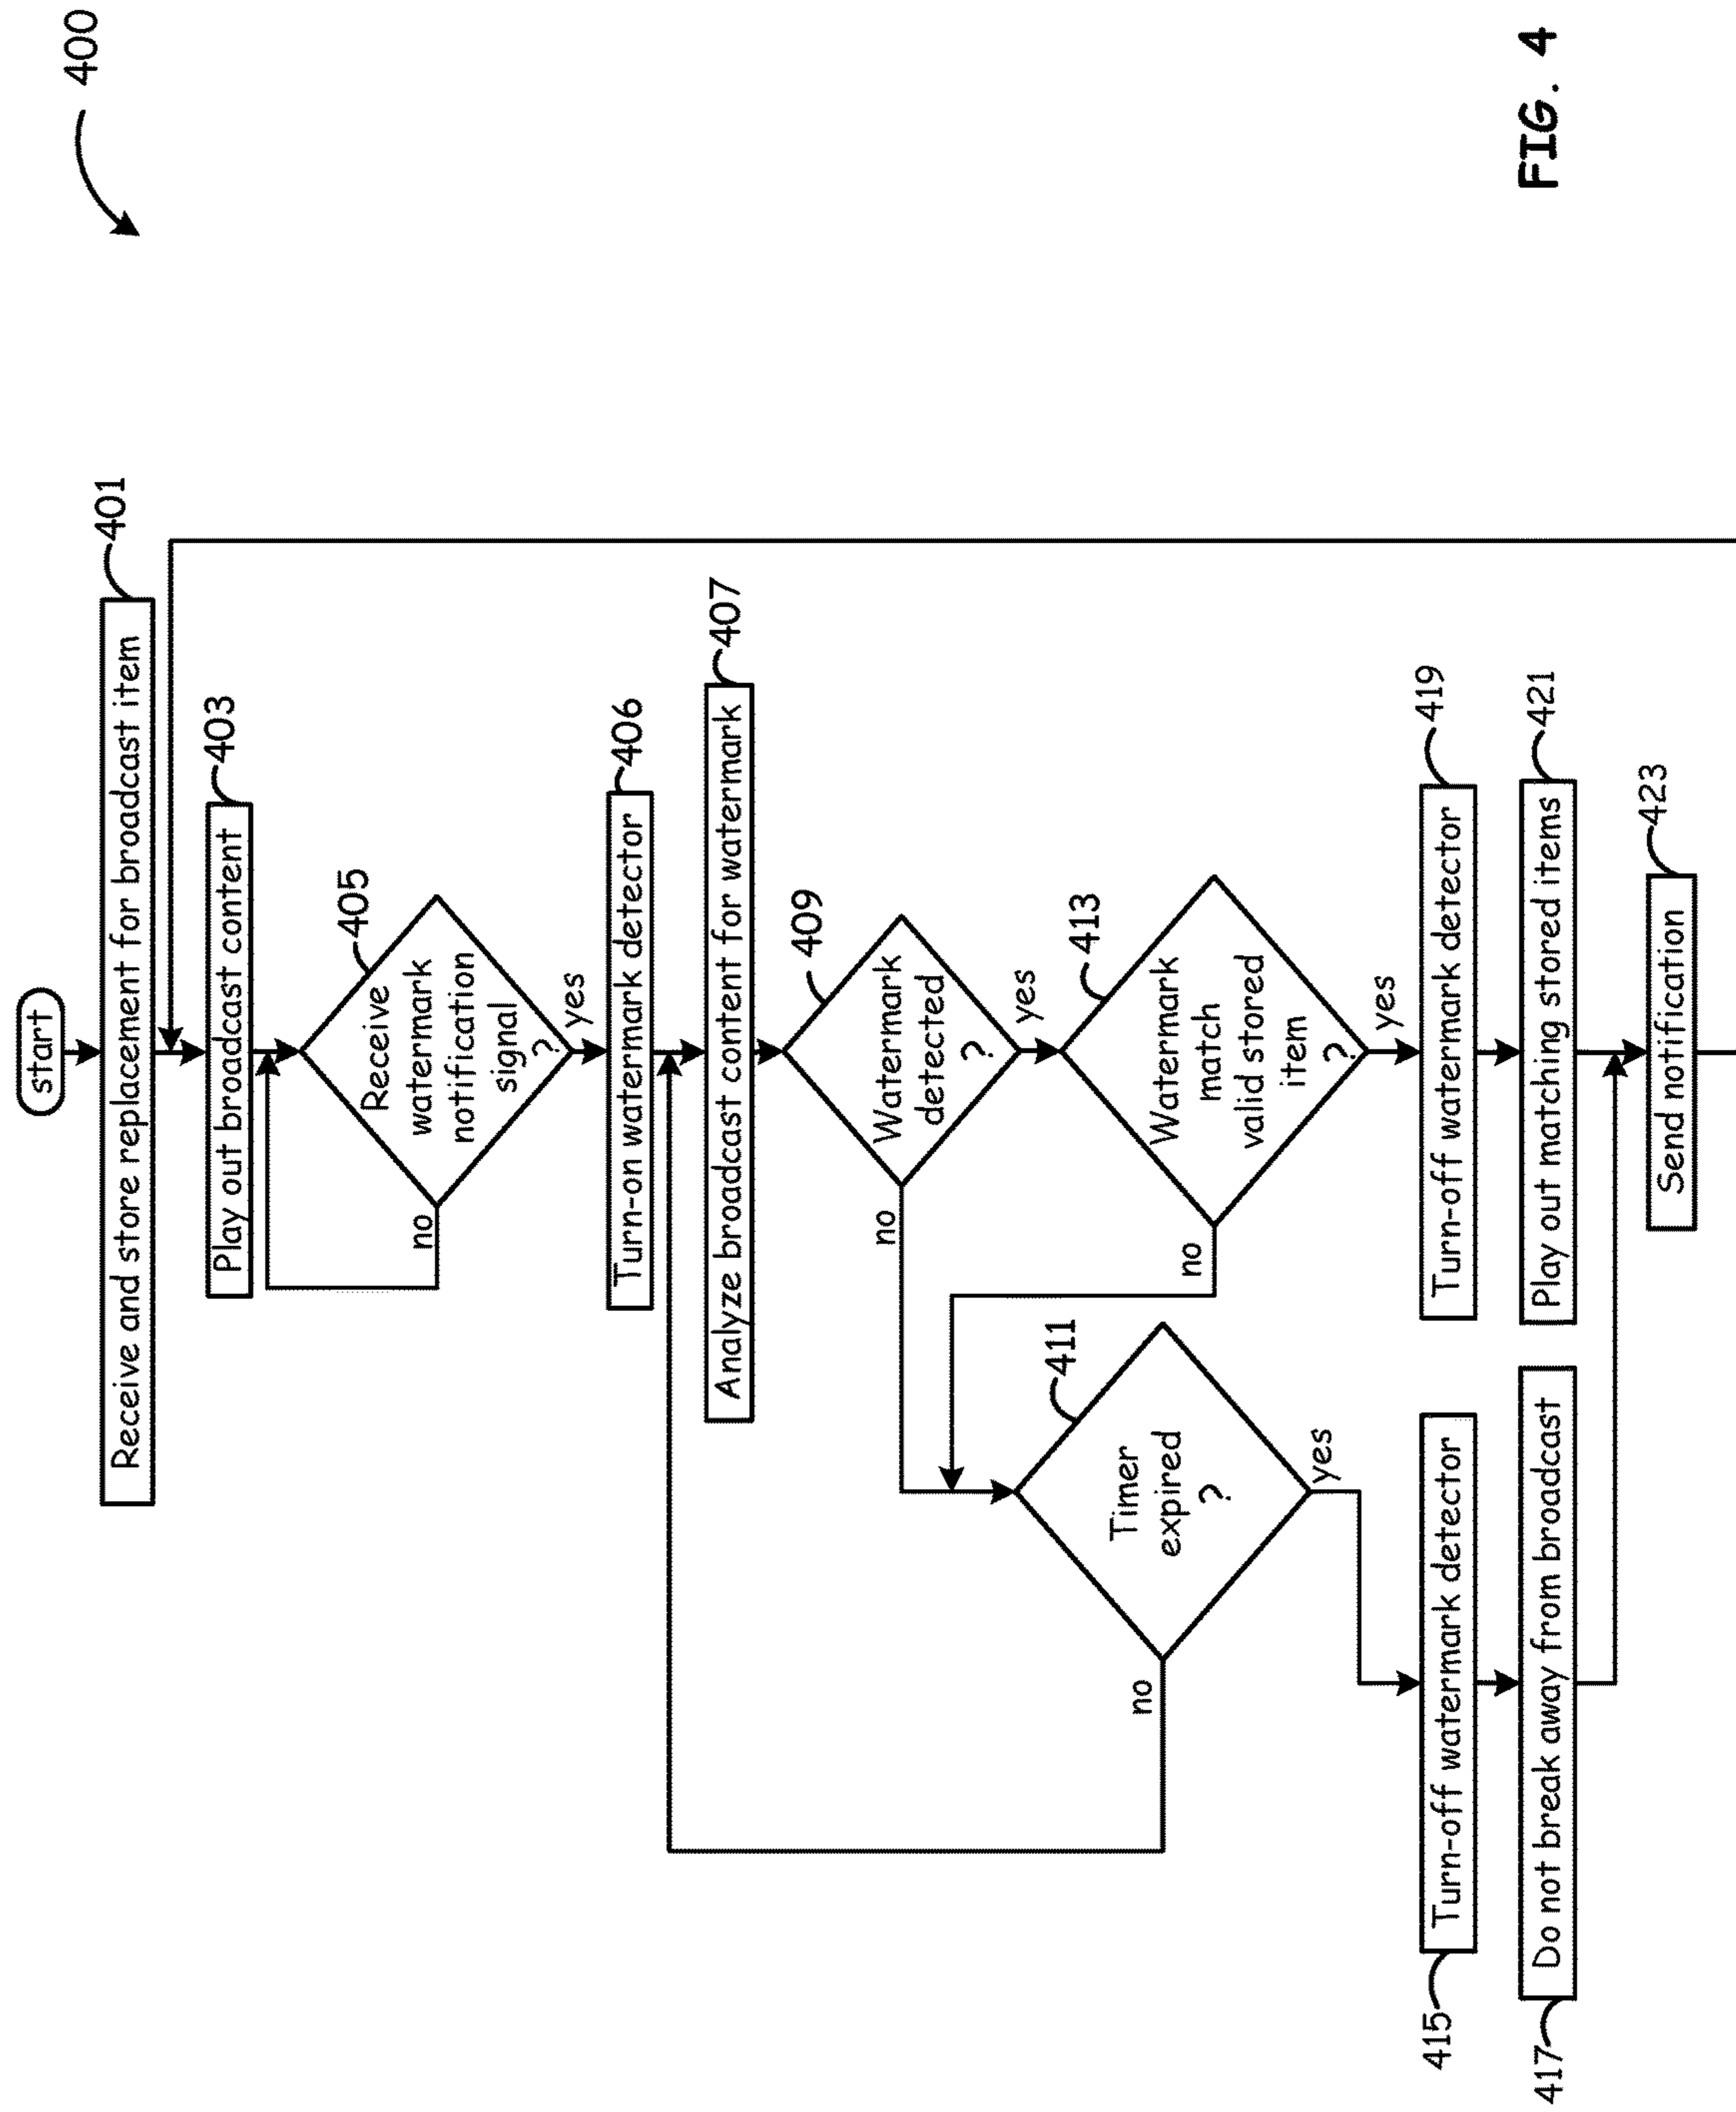 400
start
401
Receive and store replacement for broadcast item
403
Play out broadcast content
405
Receive
watermark
notification
signal
?
no
yes
406
Turn-on watermark detector
407
Analyze broadcast content for watermark
409
Watermark
detected
?
no
yes
411
Timer
expired
?
no
yes
413
Watermark
match
valid stored
item
?
no
yes
415
Turn-off watermark detector
417
Do not break away from broadcast
419
Turn-off watermark detector
421
Play out matching stored items
423
Send notification
FIG. 4